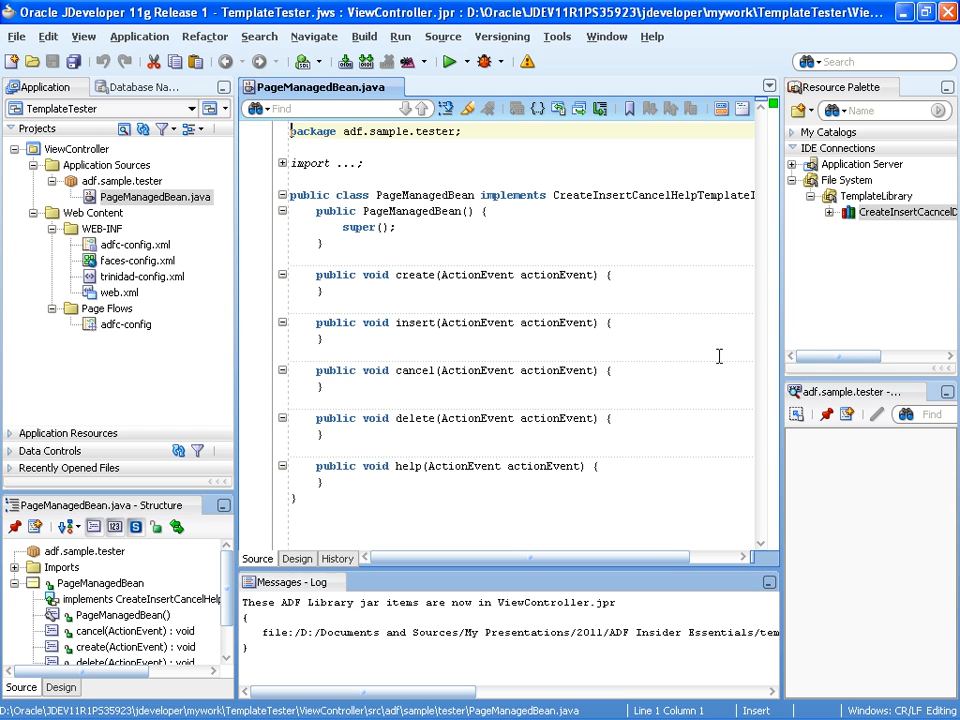 Oracle JDeveloper 11g Release 1 - TemplateTester.jws : ViewController.jpr : D:\Oracle\JDEV11R1PS35923\jdeveloper\mywork\TemplateTester\Vie...
File Edit View Application Refactor Search Navigate Build Run Source Versioning Tools Window Help
Search
Application
Database Na...
TemplateTester
Projects
ViewController
Application Sources
adf.sample.tester
PageManagedBean.java
Web Content
WEB-INF
adfc-config.xml
faces-config.xml
trinidad-config.xml
web.xml
Page Flows
adfc-config
Application Resources
Data Controls
Recently Opened Files
PageManagedBean.java - Structure
adf.sample.tester
Imports
PageManagedBean
implements CreateInsertCancelHelp
PageManagedBean()
cancel(ActionEvent) : void
create(ActionEvent) : void
delete(ActionEvent) : void
Source Design
PageManagedBean.java
Find
package adf.sample.tester;
import ...;
public class PageManagedBean implements CreateInsertCancelHelpTemplateI
public PageManagedBean() {
super();
}
public void create(ActionEvent actionEvent) {
}
public void insert(ActionEvent actionEvent) {
}
public void cancel(ActionEvent actionEvent) {
}
public void delete(ActionEvent actionEvent) {
}
public void help(ActionEvent actionEvent) {
}
}
Source Design History
Messages - Log
These ADF Library jar items are now in ViewController.jpr
{
file:/D:/Documents and Sources/My Presentations/2011/ADF Insider Essentials/tem
}
Resource Palette
Name
My Catalogs
IDE Connections
Application Server
File System
TemplateLibrary
CreateInsertCacncelD
adf.sample.tester -...
Find
D:\Oracle\JDEV11R1PS35923\jdeveloper\mywork\TemplateTester\ViewController\src\adf\sample\tester\PageManagedBean.java
Line 1 Column 1
Insert
Windows: CR/LF Editing